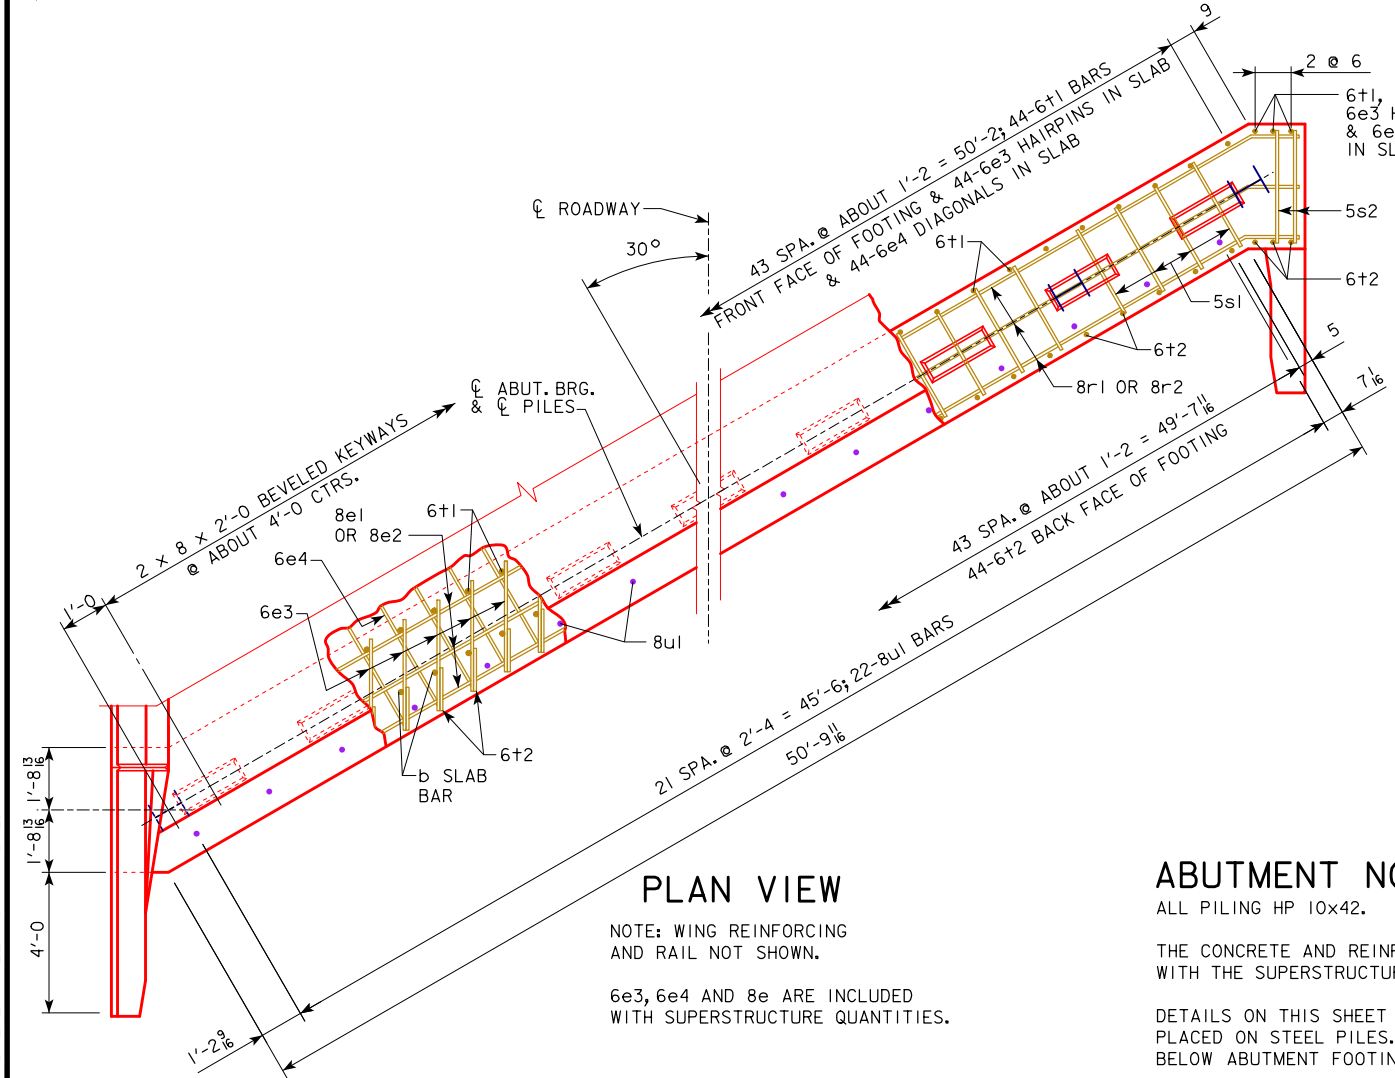 9
2 @ 6
6t1,
6e3 H
& 6e
IN SL
43 SPA. @ ABOUT 1'-2 = 50'-2; 44-6t1 BARS
FRONT FACE OF FOOTING & 44-6e3 HAIRPINS IN SLAB
& 44-6e4 DIAGONALS IN SLAB
℄ ROADWAY
30°
6t1
5s2
6t2
5s1
6t2
8r1 OR 8r2
5
7 1/16
℄ ABUT. BRG.
& ℄ PILES
2 x 8 x 2'-0 BEVELED KEYWAYS
@ ABOUT 4'-0 CTRS.
43 SPA. @ ABOUT 1'-2 = 49'-7 11/16
44-6t2 BACK FACE OF FOOTING
8e1
OR 8e2
6t1
6e4
6e3
1'-0
8u1
6t2
b SLAB
BAR
21 SPA. @ 2'-4 = 45'-6; 22-8u1 BARS
50'-9 11/16
1'-8 13/16
1'-8 13/16
4'-0
1'-2 9/16
PLAN VIEW
NOTE: WING REINFORCING
AND RAIL NOT SHOWN.
6e3, 6e4 AND 8e ARE INCLUDED
WITH SUPERSTRUCTURE QUANTITIES.
ABUTMENT NO
ALL PILING HP 10x42.
THE CONCRETE AND REINF
WITH THE SUPERSTRUCTU
DETAILS ON THIS SHEET
PLACED ON STEEL PILES.
BELOW ABUTMENT FOOTIN